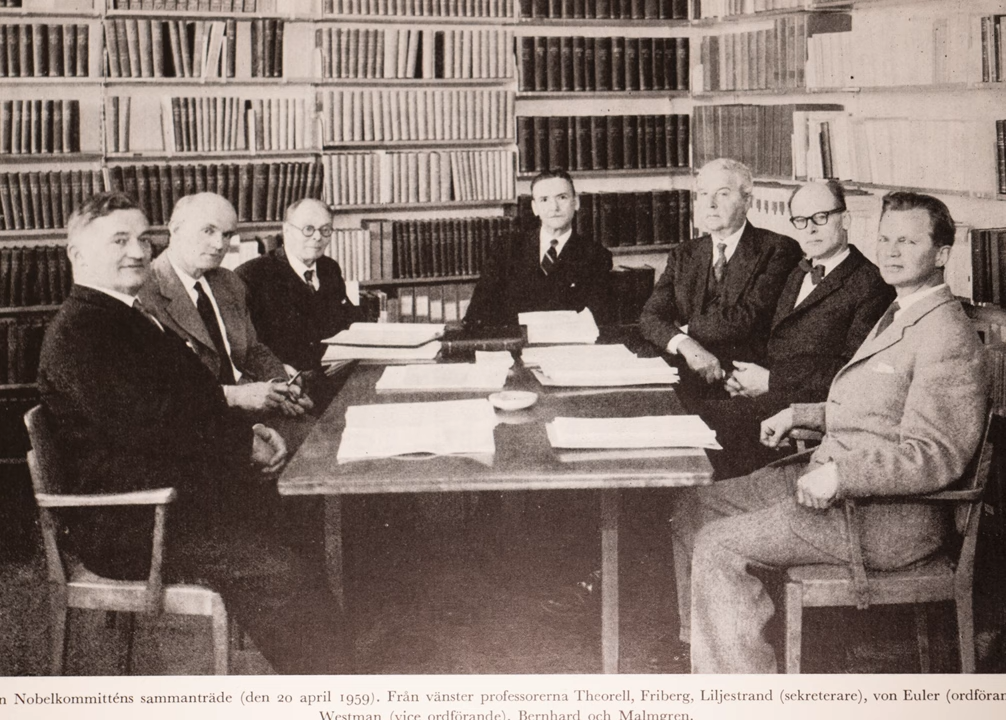 n Nobelkommitténs sammanträde (den 20 april 1959). Från vänster professorerna Theorell, Friberg, Liljestrand (sekreterare), von Euler (ordföran
Westman (vice ordförande), Bernhard och Malmgren.